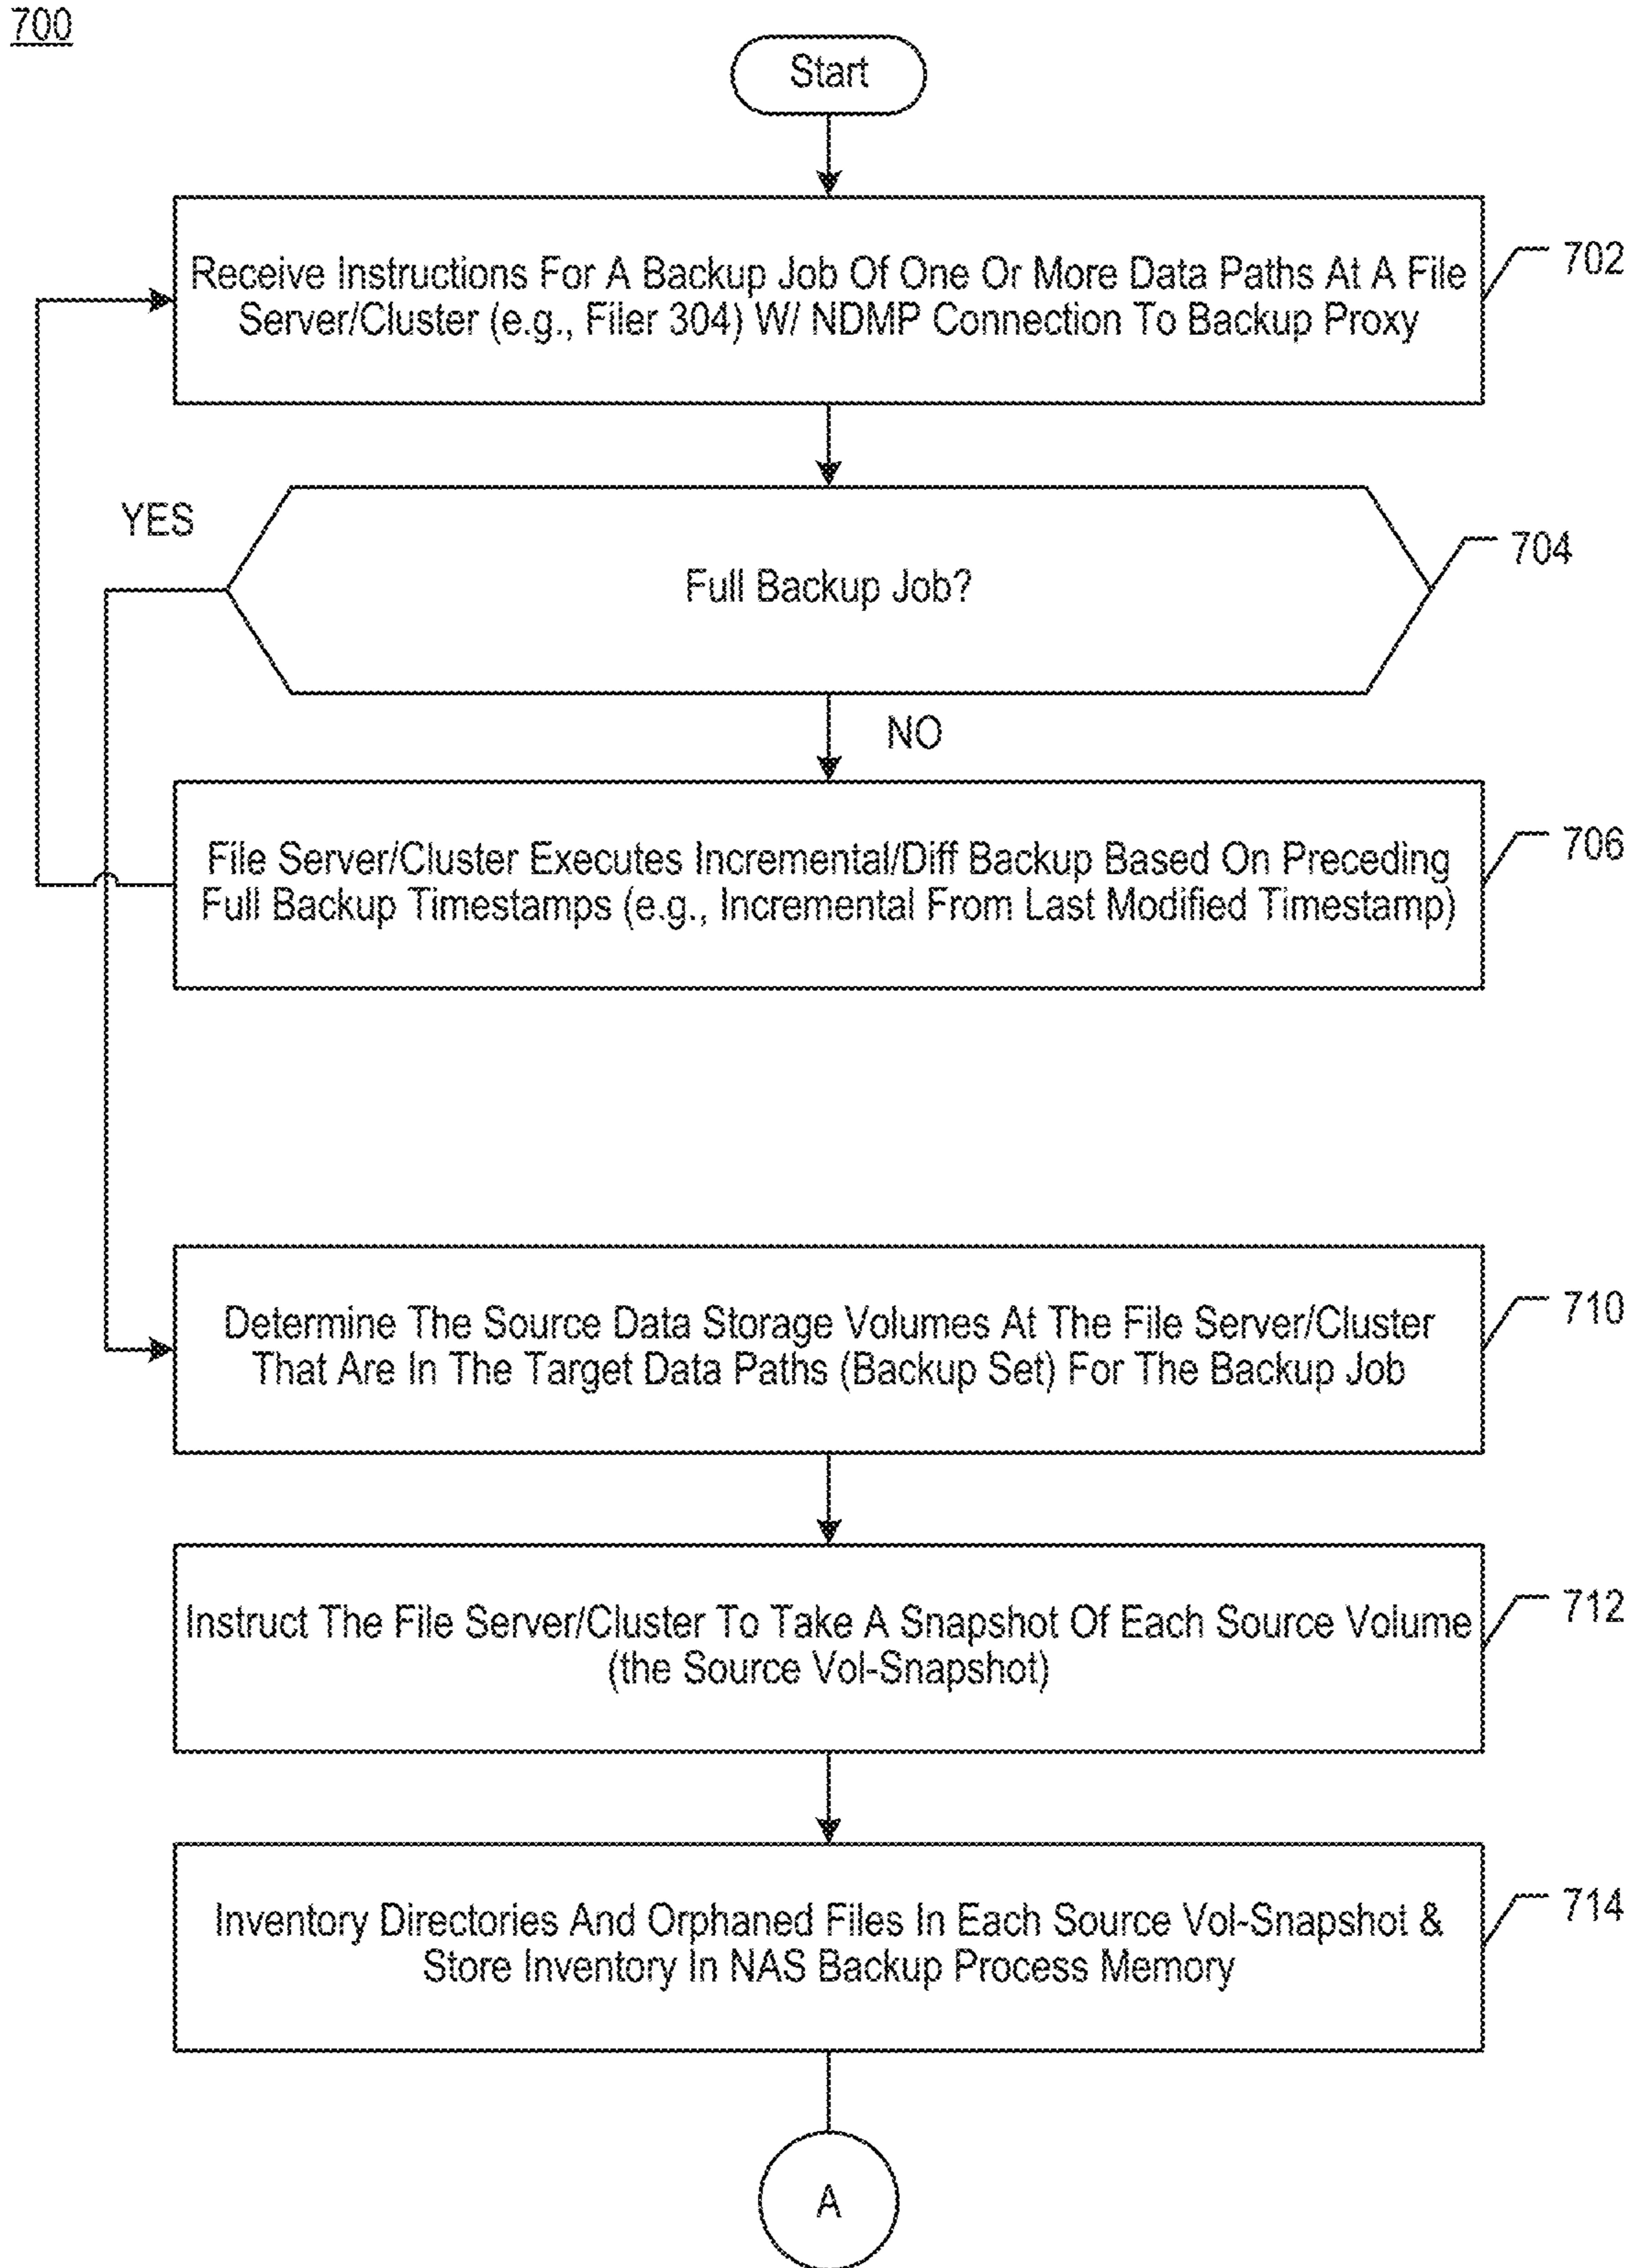 700
Start
Receive Instructions For A Backup Job Of One Or More Data Paths At A File
Server/Cluster (e.g., Filer 304) W/ NDMP Connection To Backup Proxy
702
YES
Full Backup Job?
704
NO
File Server/Cluster Executes Incremental/Diff Backup Based On Preceding
Full Backup Timestamps (e.g., Incremental From Last Modified Timestamp)
706
Determine The Source Data Storage Volumes At The File Server/Cluster
That Are In The Target Data Paths (Backup Set) For The Backup Job
710
Instruct The File Server/Cluster To Take A Snapshot Of Each Source Volume
(the Source Vol-Snapshot)
712
Inventory Directories And Orphaned Files In Each Source Vol-Snapshot &
Store Inventory In NAS Backup Process Memory
714
A